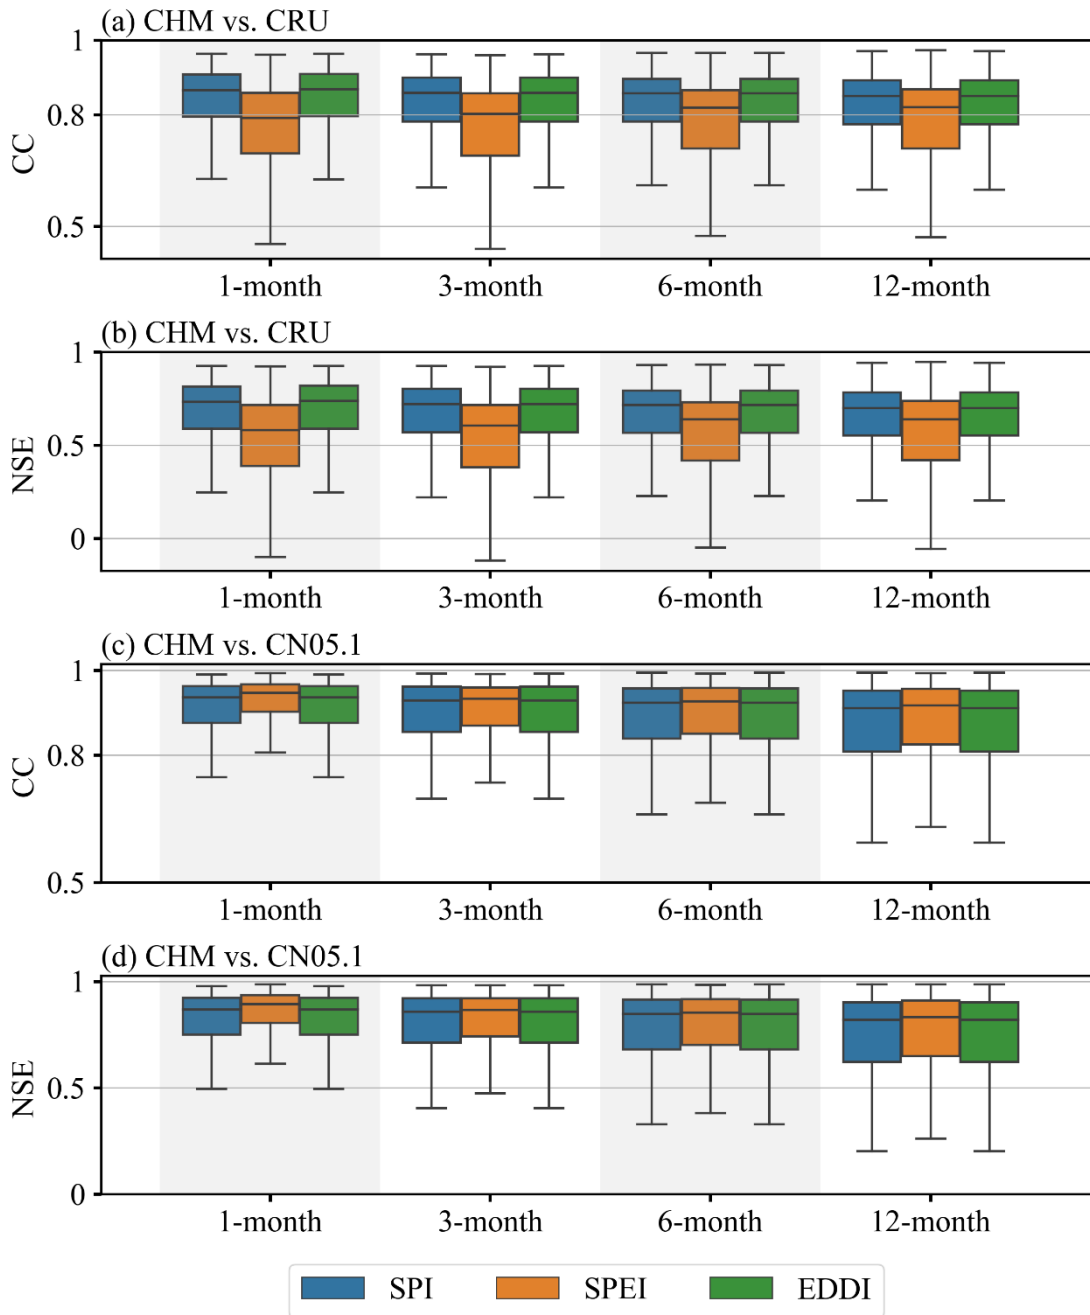 (a) CHM vs. CRU
1
0.8
0.5
CC
1-month 3-month 6-month 12-month
(b) CHM vs. CRU
1
0.5
0
NSE
1-month 3-month 6-month 12-month
(c) CHM vs. CN05.1
1
0.8
0.5
CC
1-month 3-month 6-month 12-month
(d) CHM vs. CN05.1
1
0.5
0
NSE
1-month 3-month 6-month 12-month
SPI SPEI EDDI